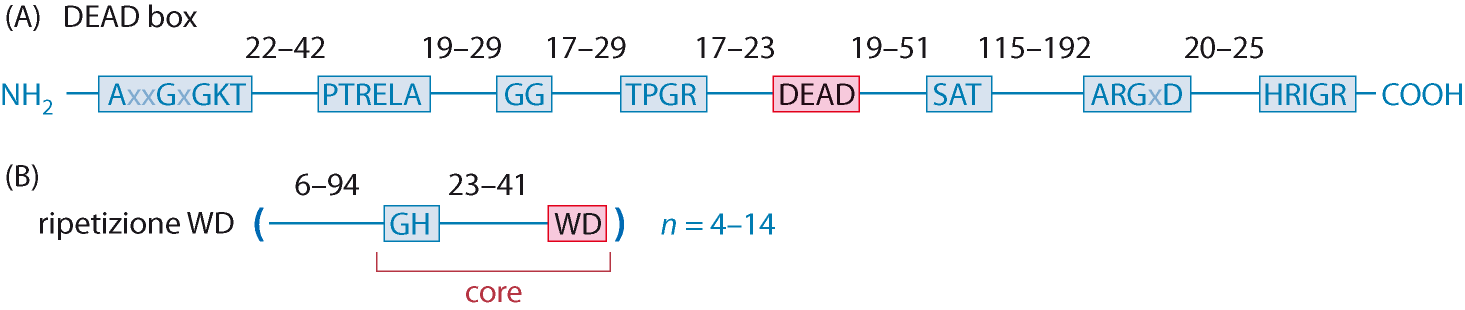 (A) DEAD box
22–42 19–29 17–29 17–23 19–51 115–192 20–25
NH2 AxxGxGKT PTRELA GG TPGR DEAD SAT ARGxD HRIGR COOH
(B)
6–94 23–41
ripetizione WD ( GH WD ) n = 4–14
core